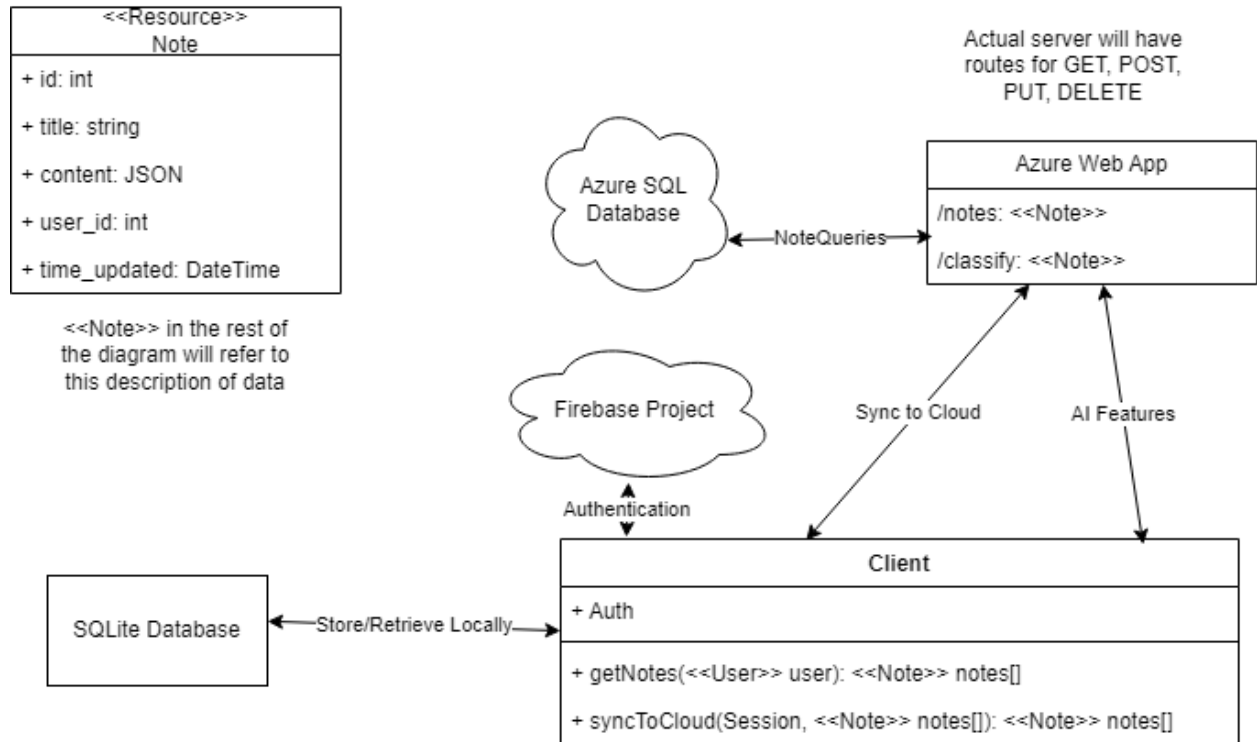 <<Resource>>
Note
+ id: int
+ title: string
+ content: JSON
+ user_id: int
+ time_updated: DateTime
<<Note>> in the rest of
the diagram will refer to
this description of data
Actual server will have
routes for GET, POST,
PUT, DELETE
Azure SQL
Database
NoteQueries
Azure Web App
/notes: <<Note>>
/classify: <<Note>>
Firebase Project
Authentication
Sync to Cloud
AI Features
SQLite Database
Store/Retrieve Locally
Client
+ Auth
+ getNotes(<<User>> user): <<Note>> notes[]
+ syncToCloud(Session, <<Note>> notes[]): <<Note>> notes[]